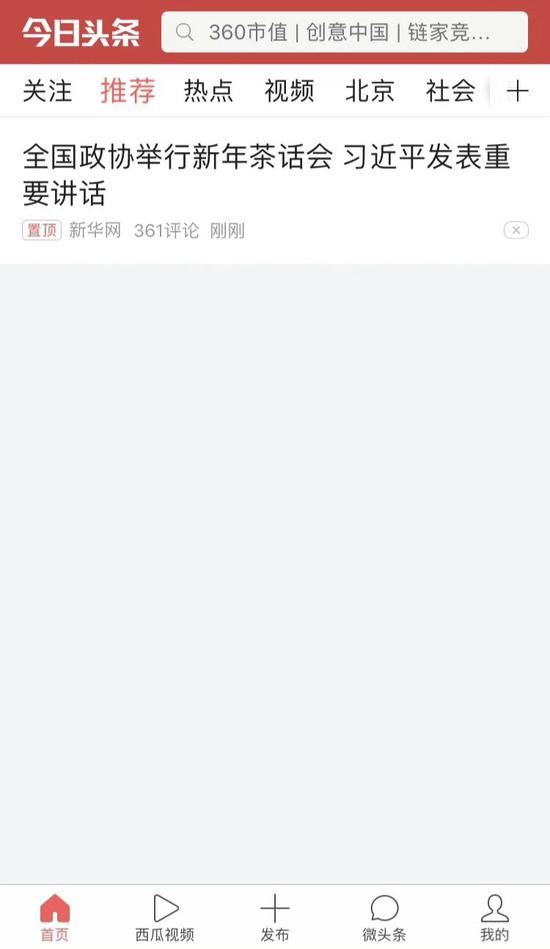 今日头条 360市值 | 创意中国 | 链家竞...
关注 推荐 热点 视频 北京 社会
全国政协举行新年茶话会 习近平发表重
要讲话
置顶 新华网 361评论 刚刚
首页 西瓜视频 发布 微头条 我的